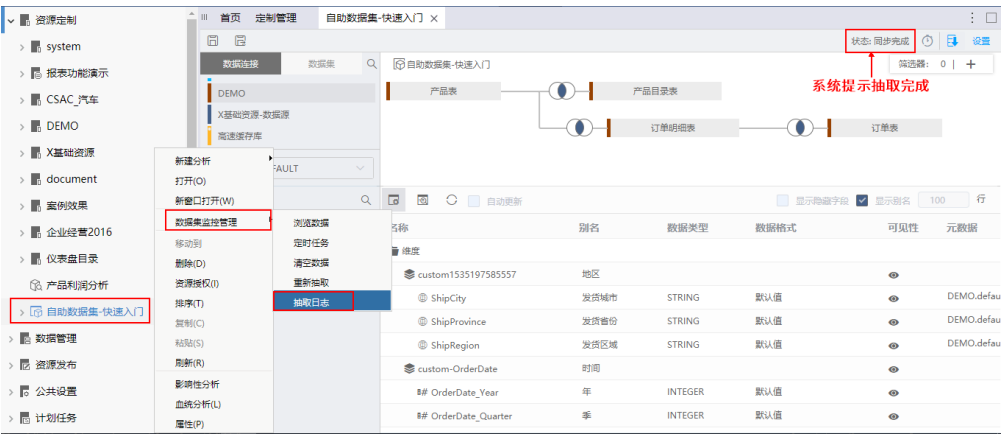 资源定制
system
报表功能演示
CSAC_汽车
DEMO
X基础资源
document
案例效果
企业经营2016
仪表盘目录
产品利润分析
自助数据集-快速入门
数据管理
资源发布
公共设置
计划任务
首页 定制管理 自助数据集-快速入门 ×
状态: 同步完成 设置
数据连接 数据集
DEMO
X基础资源-数据源
高速缓存库
FAULT
自助数据集-快速入门
筛选器: 0 | +
系统提示抽取完成
产品表 产品目录表
订单明细表 订单表
新建分析
打开(O)
新窗口打开(W)
数据集监控管理
移动到
删除(D)
资源授权(I)
排序(T)
复制(C)
粘贴(S)
刷新(R)
影响性分析
血统分析(L)
属性(P)
浏览数据
定时任务
清空数据
重新抽取
抽取日志
自动更新 显示隐藏字段 显示别名 100 行
名称 别名 数据类型 数据格式 可见性 元数据
维度
custom1535197585557 地区
ShipCity 发货城市 STRING 默认值 DEMO.defau
ShipProvince 发货省份 STRING 默认值 DEMO.defau
ShipRegion 发货区域 STRING 默认值 DEMO.defau
custom-OrderDate 时间
# OrderDate_Year 年 INTEGER 默认值
# OrderDate_Quarter 季 INTEGER 默认值